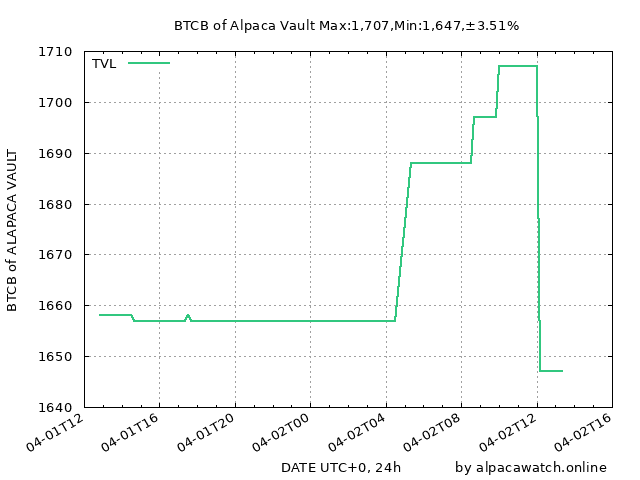 BTCB of Alpaca Vault Max:1,707,Min:1,647,±3.51%
TVL
1710
1700
1690
1680
1670
1660
1650
1640
BTCB of ALAPACA VAULT
04-01T12
04-01T16
04-01T20
04-02T00
04-02T04
04-02T08
04-02T12
04-02T16
DATE UTC+0, 24h
by alpacawatch.online